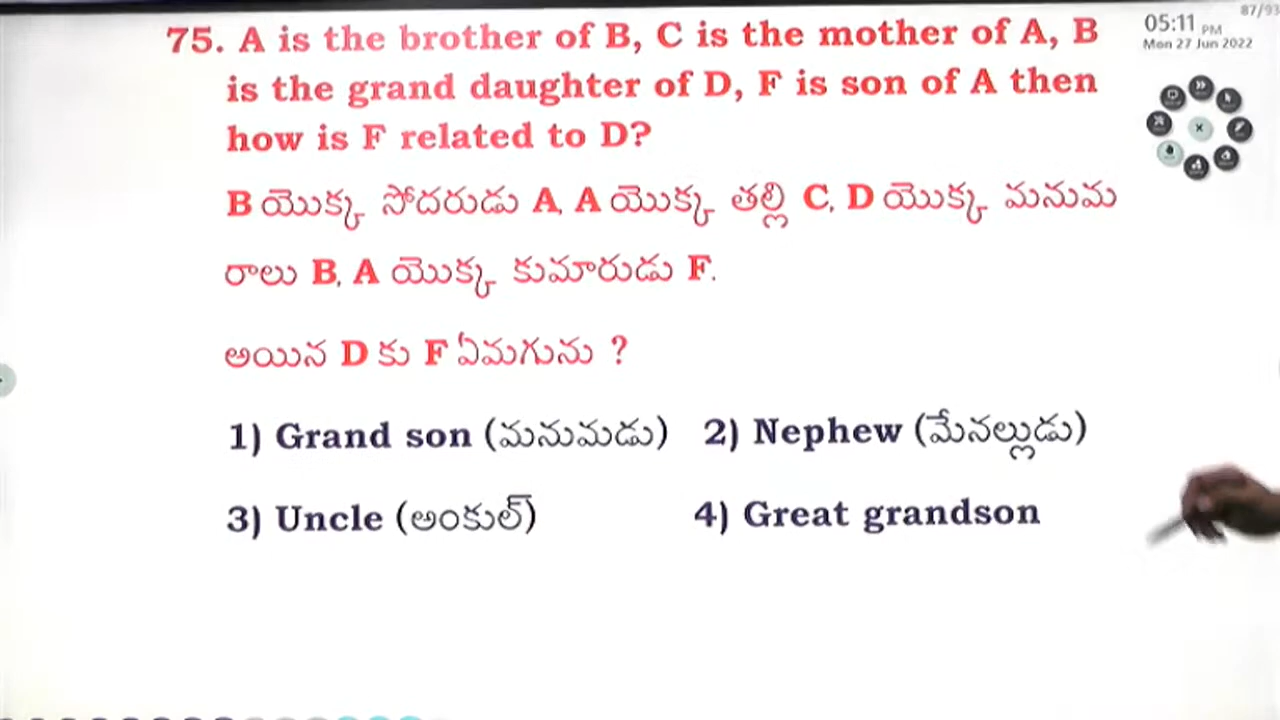 87/93
05:11 PM
Mon 27 Jun 2022
75. A is the brother of B, C is the mother of A, B
is the grand daughter of D, F is son of A then
how is F related to D?
B యొక్క సోదరుడు A, A యొక్క తల్లి C, D యొక్క మనుమ
రాలు B, A యొక్క కుమారుడు F.
అయిన D కు F ఏమగును ?
1) Grand son (మనుమడు) 2) Nephew (మేనల్లుడు)
3) Uncle (అంకుల్) 4) Great grandson